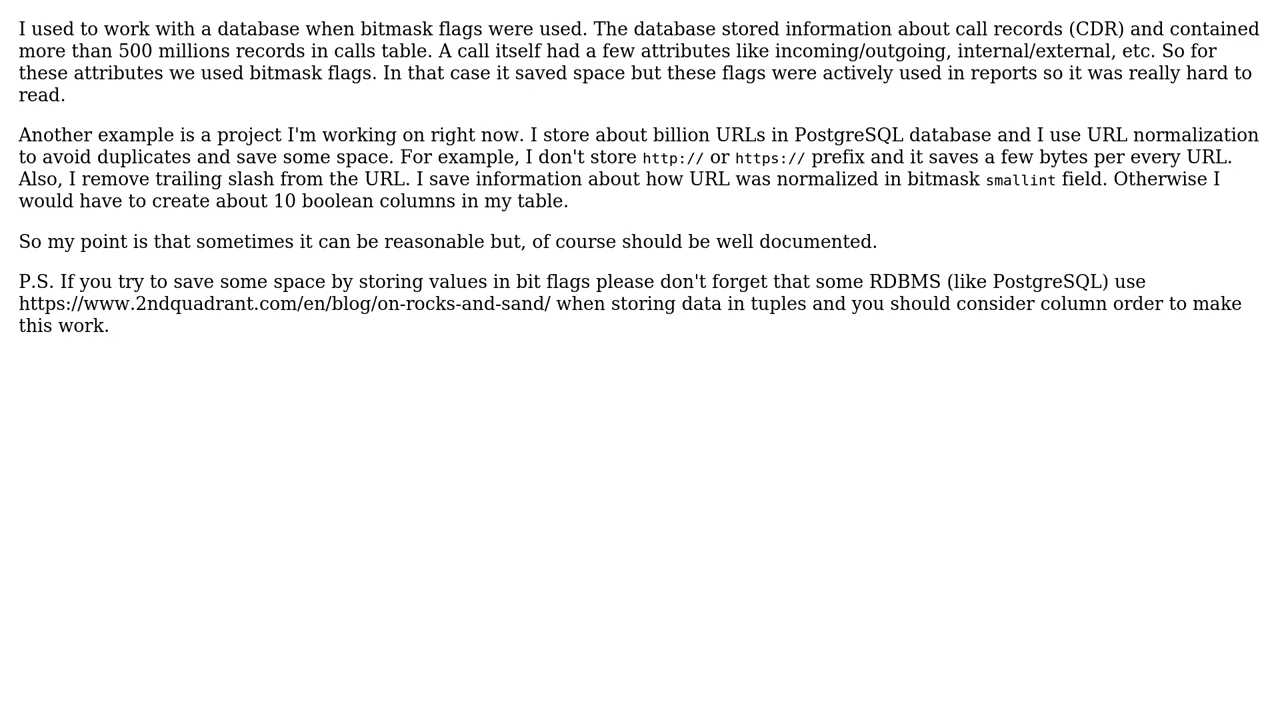 I used to work with a database when bitmask flags were used. The database stored information about call records (CDR) and contained
more than 500 millions records in calls table. A call itself had a few attributes like incoming/outgoing, internal/external, etc. So for
these attributes we used bitmask flags. In that case it saved space but these flags were actively used in reports so it was really hard to
read.
Another example is a project I'm working on right now. I store about billion URLs in PostgreSQL database and I use URL normalization
to avoid duplicates and save some space. For example, I don't store http:// or https:// prefix and it saves a few bytes per every URL.
Also, I remove trailing slash from the URL. I save information about how URL was normalized in bitmask smallint field. Otherwise I
would have to create about 10 boolean columns in my table.
So my point is that sometimes it can be reasonable but, of course should be well documented.
P.S. If you try to save some space by storing values in bit flags please don't forget that some RDBMS (like PostgreSQL) use
https://www.2ndquadrant.com/en/blog/on-rocks-and-sand/ when storing data in tuples and you should consider column order to make
this work.